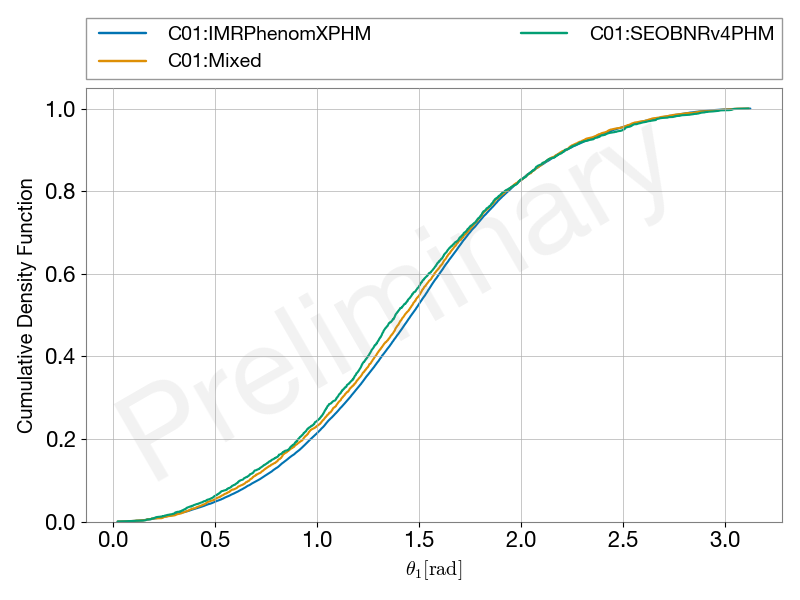 C01:IMRPhenomXPHM
C01:Mixed
C01:SEOBNRv4PHM
Cumulative Density Function
1.0
0.8
0.6
0.4
0.2
0.0
Preliminary
0.0 0.5 1.0 1.5 2.0 2.5 3.0
θ₁[rad]